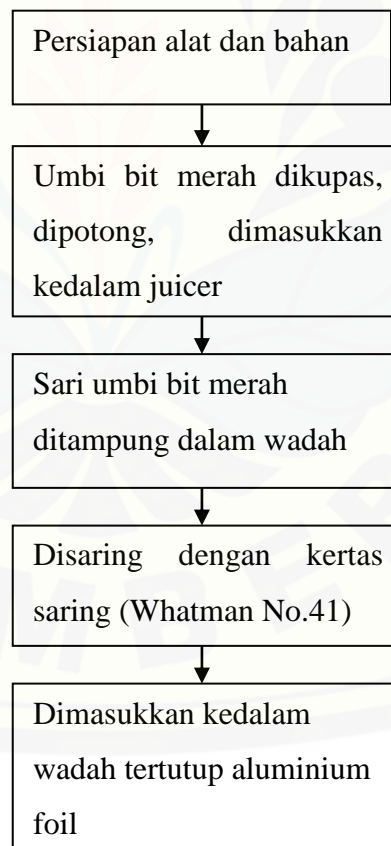 Persiapan alat dan bahan
Umbi bit merah dikupas,
dipotong, dimasukkan
kedalam juicer
Sari umbi bit merah
ditampung dalam wadah
Disaring dengan kertas
saring (Whatman No.41)
Dimasukkan kedalam
wadah tertutup aluminium
foil